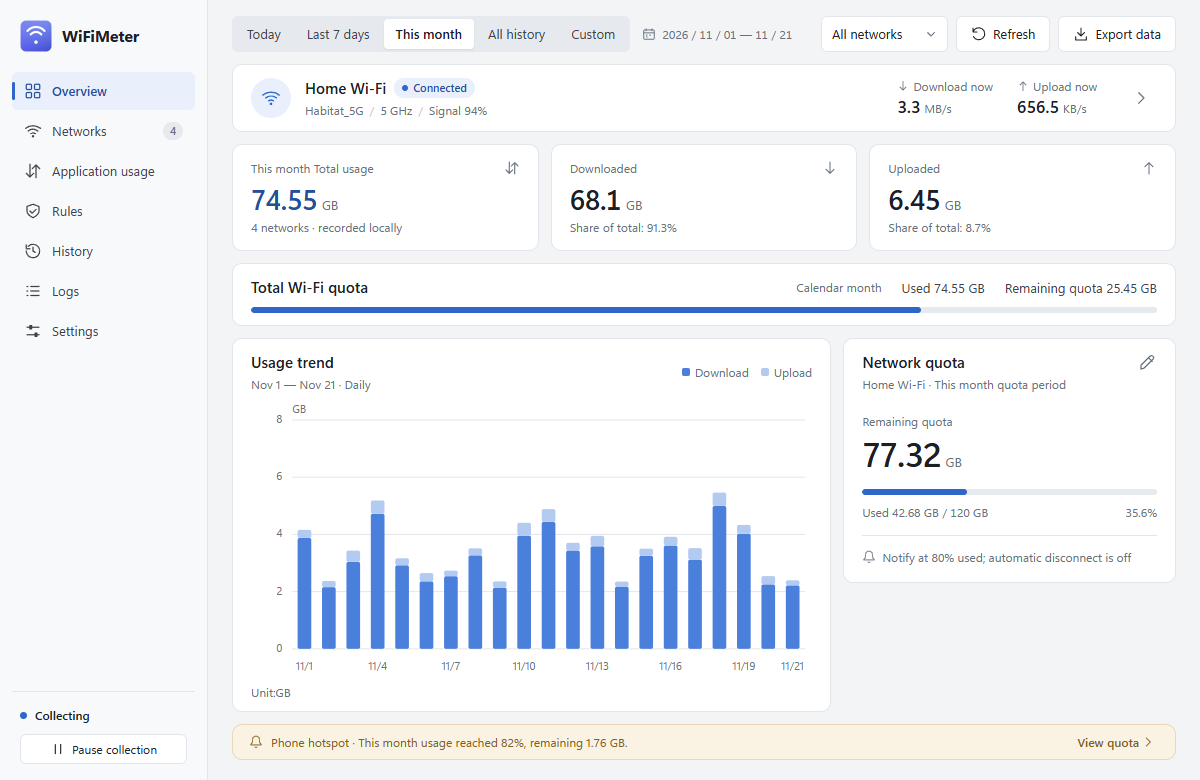 WiFiMeter
Overview
Networks 4
Application usage
Rules
History
Logs
Settings
Collecting
Pause collection
Today Last 7 days This month All history Custom 2026 / 11 / 01 — 11 / 21 All networks Refresh Export data
Home Wi-Fi Connected
Habitat_5G / 5 GHz / Signal 94%
Download now Upload now
3.3 MB/s 656.5 KB/s
This month Total usage
74.55 GB
4 networks · recorded locally
Downloaded
68.1 GB
Share of total: 91.3%
Uploaded
6.45 GB
Share of total: 8.7%
Total Wi-Fi quota Calendar month Used 74.55 GB Remaining quota 25.45 GB
Usage trend
Nov 1 — Nov 21 · Daily
Download Upload
GB
8
6
4
2
0
11/1 11/4 11/7 11/10 11/13 11/16 11/19 11/21
Unit:GB
Network quota
Home Wi-Fi · This month quota period
Remaining quota
77.32 GB
Used 42.68 GB / 120 GB 35.6%
Notify at 80% used; automatic disconnect is off
Phone hotspot · This month usage reached 82%, remaining 1.76 GB. View quota